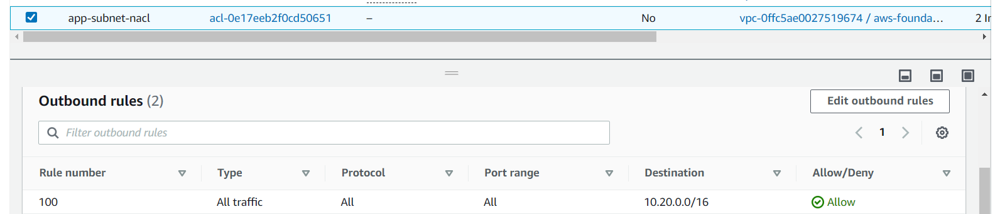 app-subnet-nacl acl-0e17eeb2f0cd50651 – No vpc-0ffc5ae0027519674 / aws-founda… 2 In
Outbound rules (2) Edit outbound rules
Filter outbound rules 1
Rule number Type Protocol Port range Destination Allow/Deny
100 All traffic All All 10.20.0.0/16 Allow